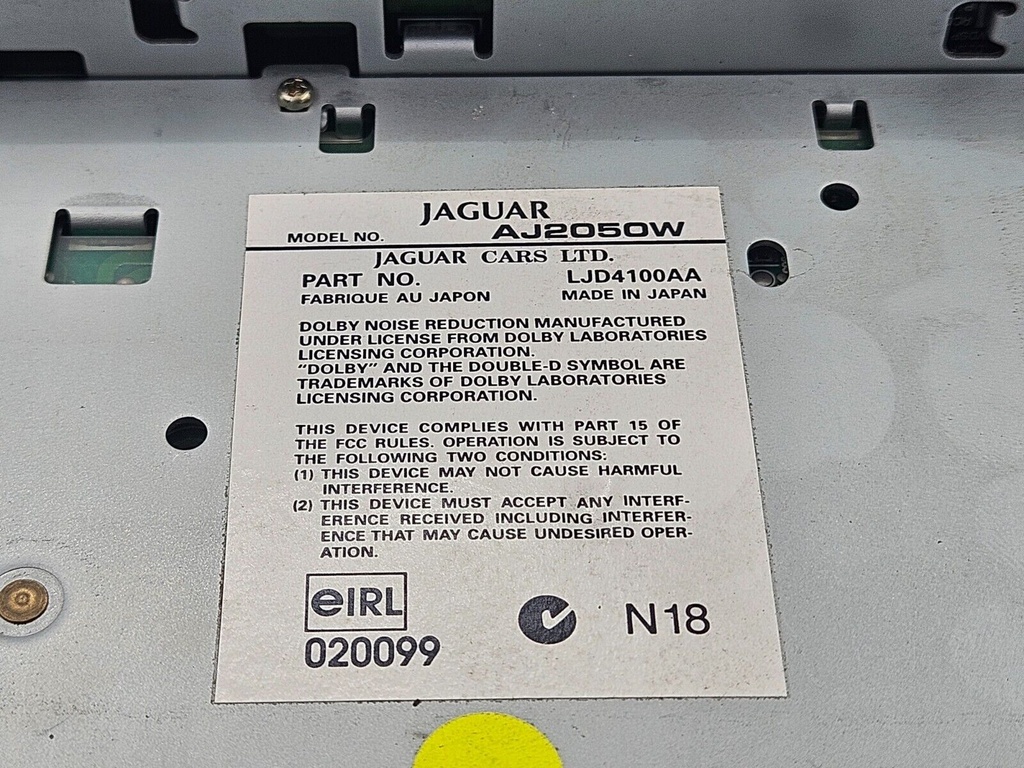 JAGUAR
MODEL NO. AJ2050W
JAGUAR CARS LTD.
PART NO. LJD4100AA
FABRIQUE AU JAPON MADE IN JAPAN
DOLBY NOISE REDUCTION MANUFACTURED
UNDER LICENSE FROM DOLBY LABORATORIES
LICENSING CORPORATION.
“DOLBY” AND THE DOUBLE-D SYMBOL ARE
TRADEMARKS OF DOLBY LABORATORIES
LICENSING CORPORATION.
THIS DEVICE COMPLIES WITH PART 15 OF
THE FCC RULES. OPERATION IS SUBJECT TO
THE FOLLOWING TWO CONDITIONS:
(1) THIS DEVICE MAY NOT CAUSE HARMFUL
INTERFERENCE.
(2) THIS DEVICE MUST ACCEPT ANY INTERF-
ERENCE RECEIVED INCLUDING INTERFER-
ENCE THAT MAY CAUSE UNDESIRED OPER-
ATION.
eIRL
020099 N18